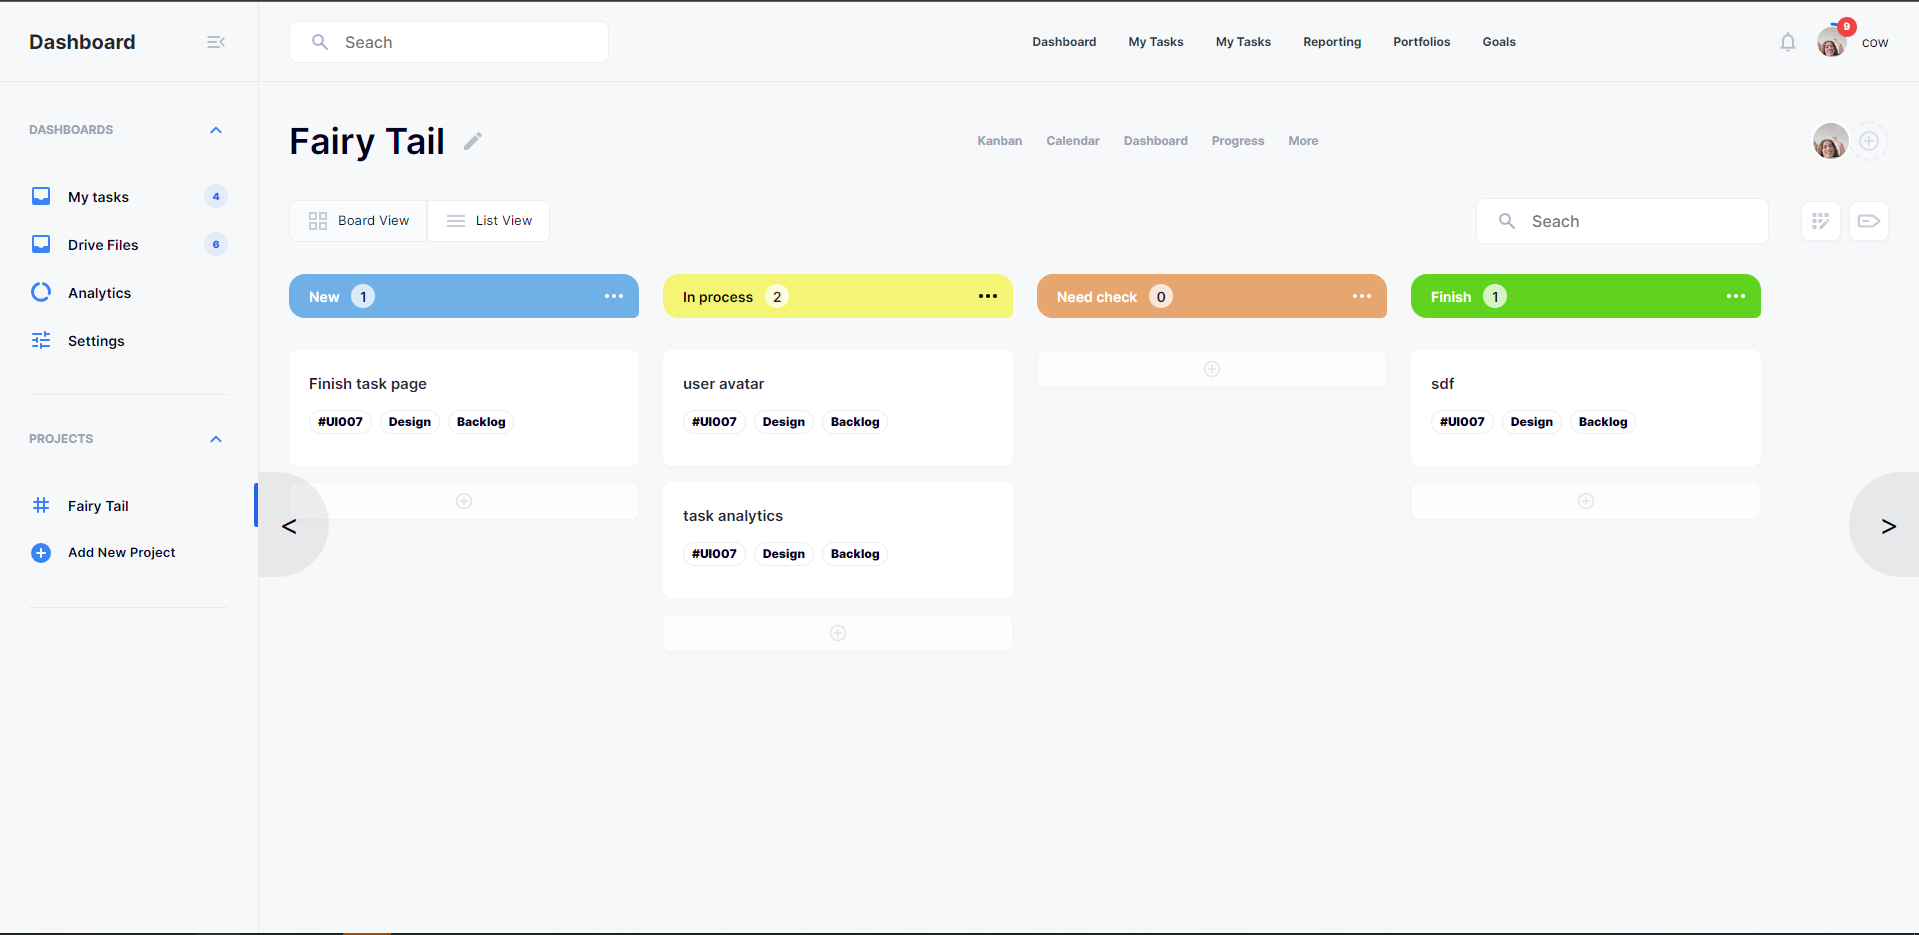 Dashboard
Seach
Dashboard My Tasks My Tasks Reporting Portfolios Goals
9
cow
DASHBOARDS
My tasks 4
Drive Files 6
Analytics
Settings
PROJECTS
Fairy Tail
Add New Project
Fairy Tail
Kanban Calendar Dashboard Progress More
Board View List View
Seach
New 1
Finish task page
#UI007 Design Backlog
In process 2
user avatar
#UI007 Design Backlog
task analytics
#UI007 Design Backlog
Need check 0
Finish 1
sdf
#UI007 Design Backlog
< >